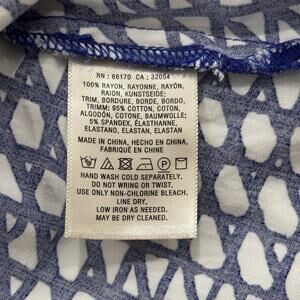 RN : 66170 CA : 32054
100% RAYON, RAYONNE, RAYÓN,
RAION, KUNSTSEIDE;
TRIM, BORDURE, BORDE, BORDO,
TRIMM: 95% COTTON, COTON,
ALGODÓN, COTONE, BAUMWOLLE;
5% SPANDEX, ÉLASTHANNE,
ELASTANO, ELASTAN, ELASTAN
MADE IN CHINA, HECHO EN CHINA,
FABRIQUÉ EN CHINE
HAND WASH COLD SEPARATELY.
DO NOT WRING OR TWIST.
USE ONLY NON-CHLORINE BLEACH.
LINE DRY.
LOW IRON AS NEEDED.
MAY BE DRY CLEANED.